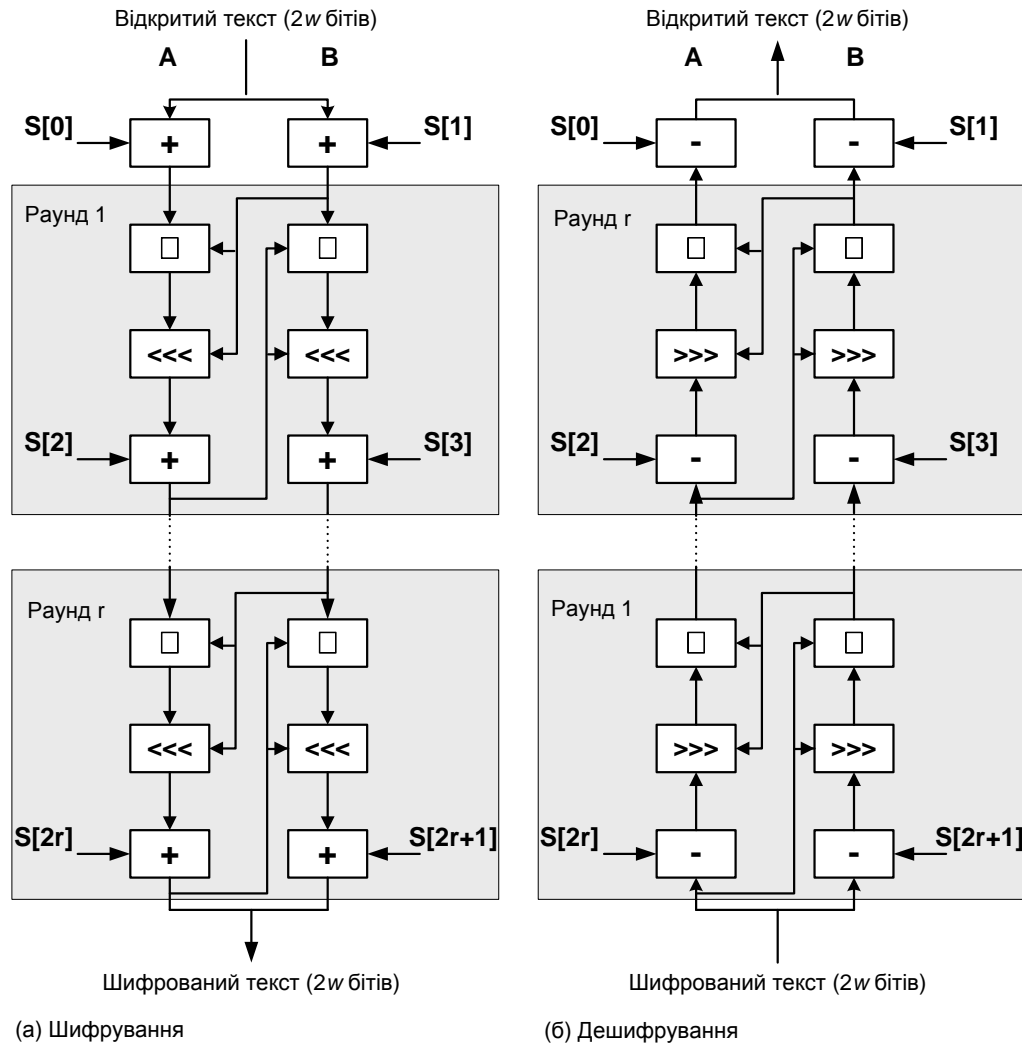 Відкритий текст (2w бітів)
A B
S[0] + + S[1]
Раунд 1
□ □
<<< <<<
S[2] + + S[3]
Раунд r
□ □
<<< <<<
S[2r] + + S[2r+1]
Шифрований текст (2w бітів)
(а) Шифрування
Відкритий текст (2w бітів)
A B
S[0] - - S[1]
Раунд r
□ □
>>> >>>
S[2] - - S[3]
Раунд 1
□ □
>>> >>>
S[2r] - - S[2r+1]
Шифрований текст (2w бітів)
(б) Дешифрування